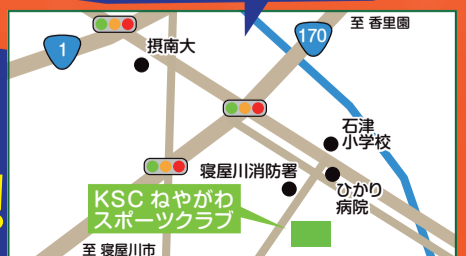 至 香里園
170
1
摂南大
石津
小学校
寝屋川消防署
ひかり
病院
KSC ねやがわ
スポーツクラブ
至 寝屋川市
!